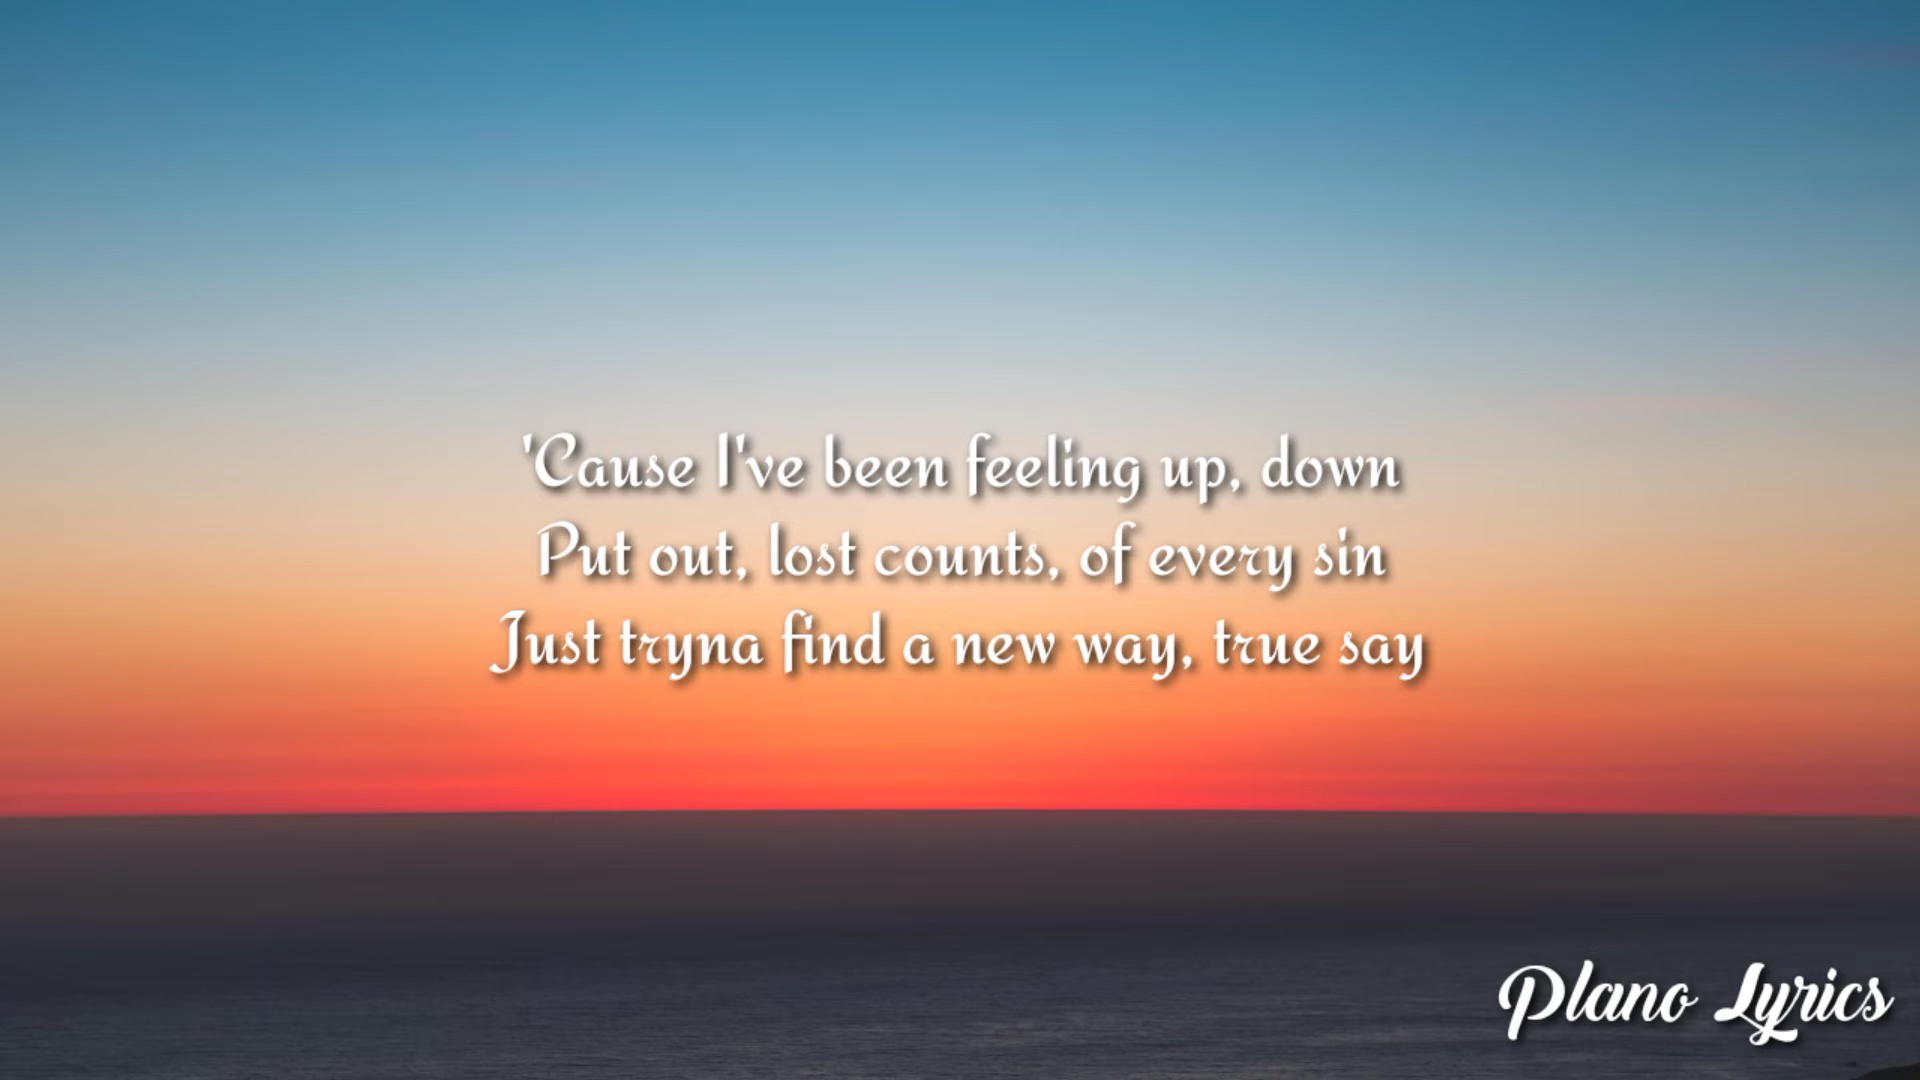 'Cause I've been feeling up, down
Put out, lost counts, of every sin
Just tryna find a new way, true say
Plano Lyrics